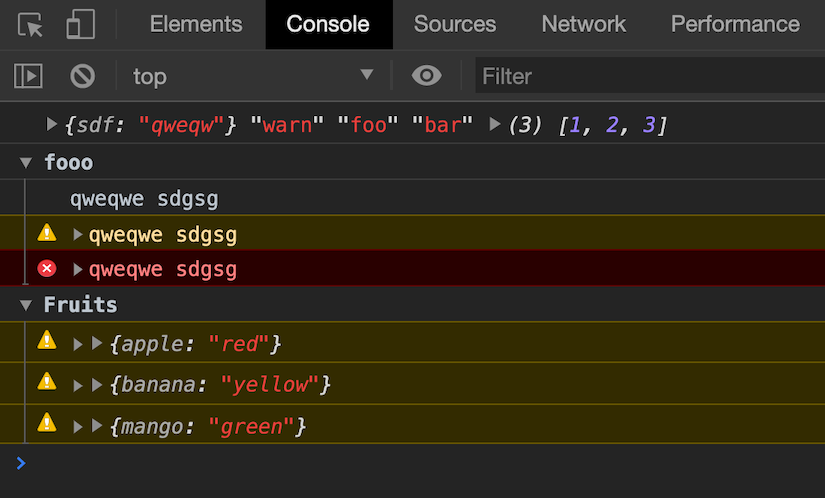 Elements Console Sources Network Performance
top Filter
{sdf: "qweqw"} "warn" "foo" "bar" (3) [1, 2, 3]
fooo
qweqwe sdgsg
qweqwe sdgsg
qweqwe sdgsg
Fruits
{apple: "red"}
{banana: "yellow"}
{mango: "green"}